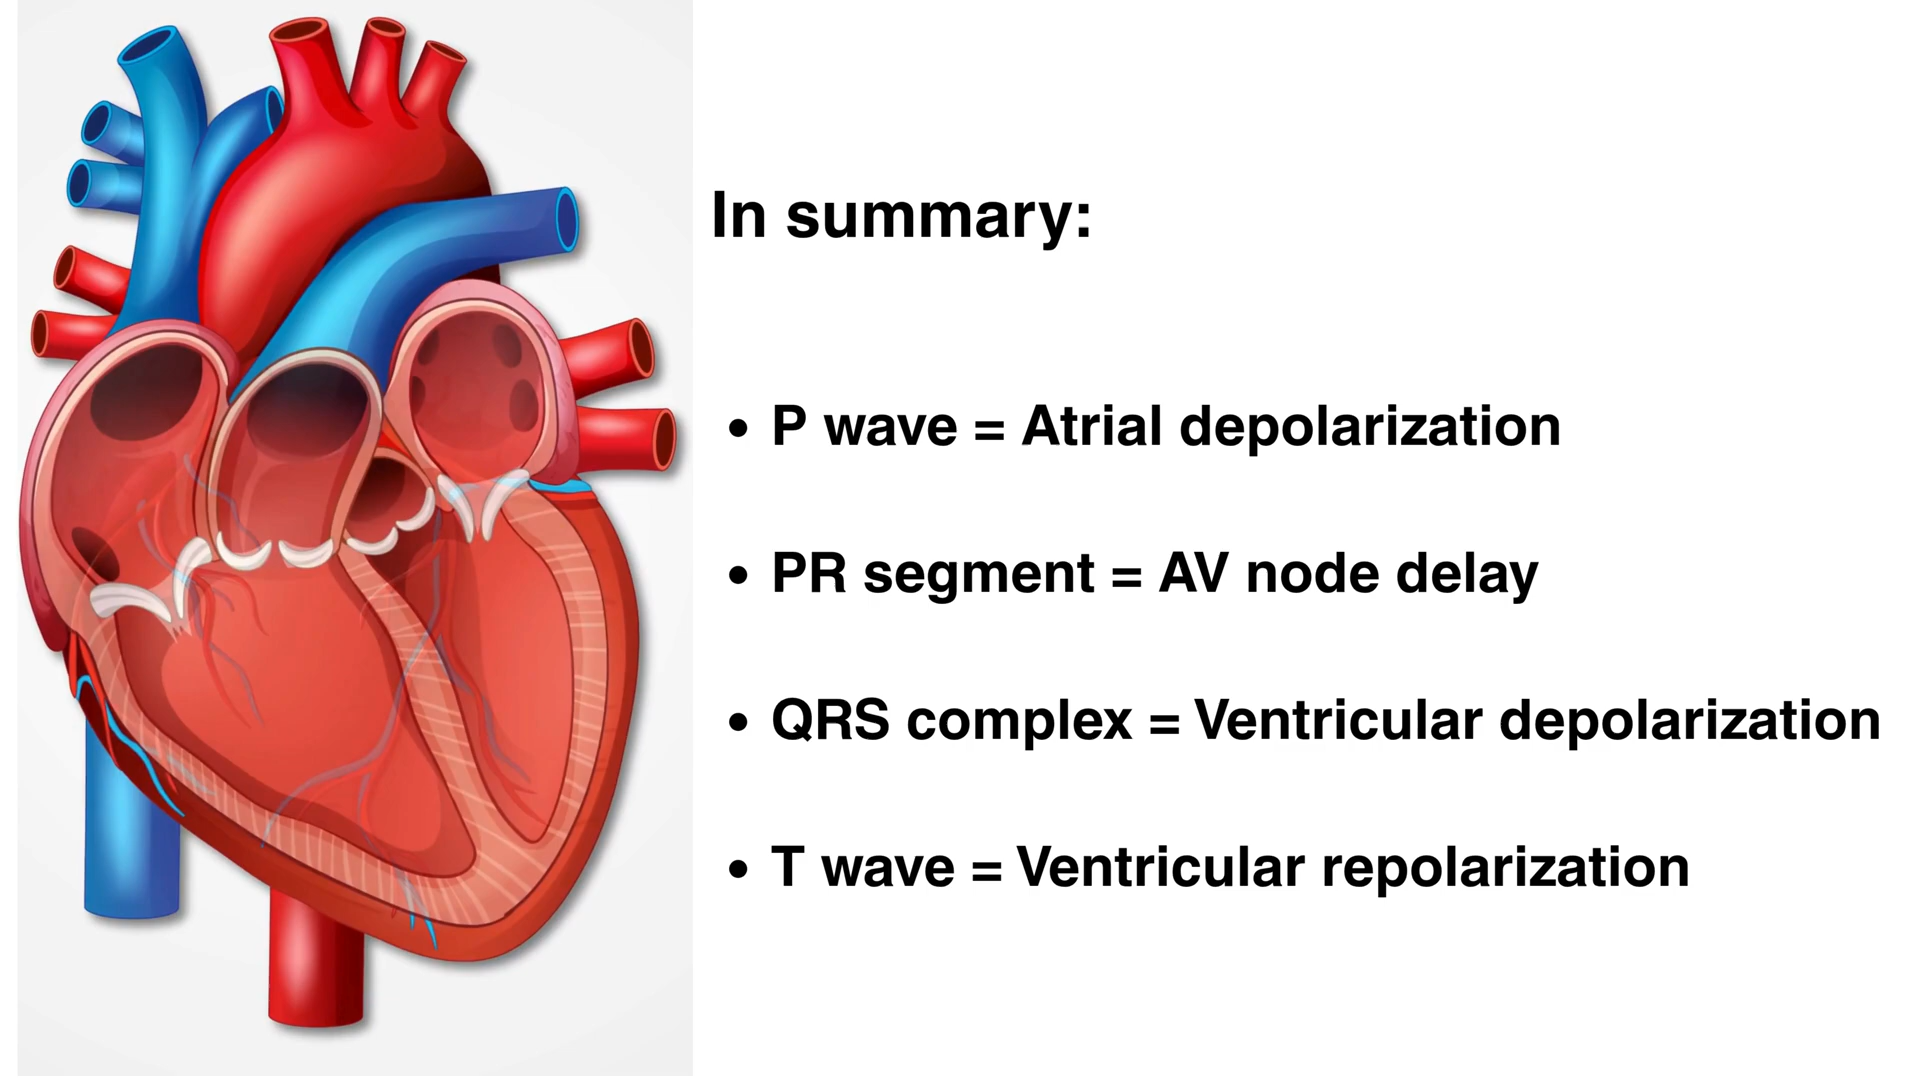 In summary:
• P wave = Atrial depolarization
• PR segment = AV node delay
• QRS complex = Ventricular depolarization
• T wave = Ventricular repolarization